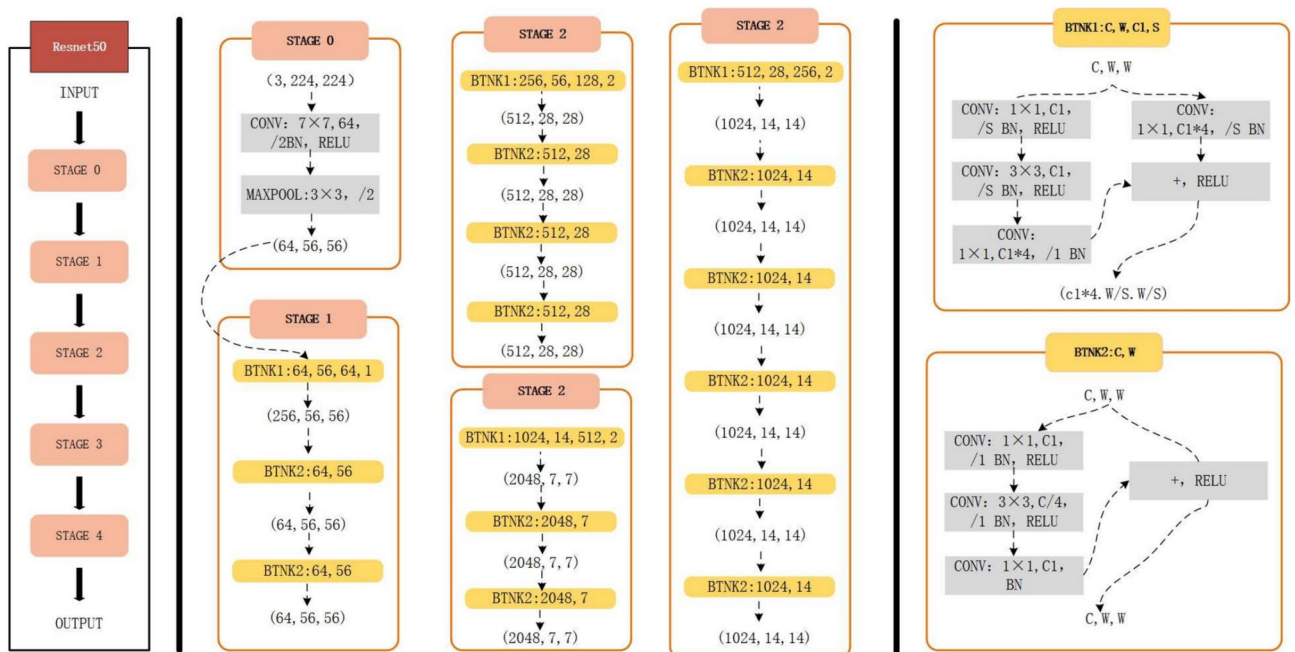 Resnet50
INPUT
STAGE 0
STAGE 1
STAGE 2
STAGE 3
STAGE 4
OUTPUT
STAGE 0
(3,224,224)
CONV: 7×7,64,
/2BN, RELU
MAXPOOL:3×3, /2
(64,56,56)
STAGE 1
BTNK1:64,56,64,1
(256,56,56)
BTNK2:64,56
(64,56,56)
BTNK2:64,56
(64,56,56)
STAGE 2
BTNK1:256,56,128,2
(512,28,28)
BTNK2:512,28
(512,28,28)
BTNK2:512,28
(512,28,28)
BTNK2:512,28
(512,28,28)
STAGE 2
BTNK1:1024,14,512,2
(2048,7,7)
BTNK2:2048,7
(2048,7,7)
BTNK2:2048,7
(2048,7,7)
STAGE 2
BTNK1:512,28,256,2
(1024,14,14)
BTNK2:1024,14
(1024,14,14)
BTNK2:1024,14
(1024,14,14)
BTNK2:1024,14
(1024,14,14)
BTNK2:1024,14
(1024,14,14)
BTNK2:1024,14
(1024,14,14)
BTNK1:C,W,C1,S
C,W,W
CONV: 1×1,C1,
/S BN, RELU
CONV: 3×3,C1,
/S BN, RELU
CONV:
1×1,C1*4, /1 BN
CONV:
1×1,C1*4, /S BN
+, RELU
(c1*4.W/S.W/S)
BTNK2:C,W
C,W,W
CONV: 1×1,C1,
/1 BN, RELU
CONV: 3×3,C/4,
/1 BN, RELU
CONV: 1×1,C1,
BN
+, RELU
C,W,W